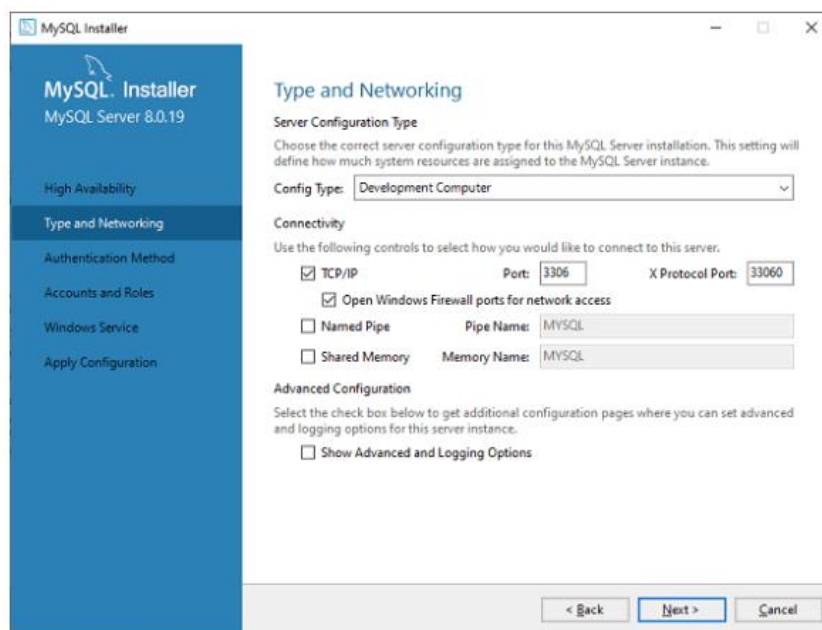 MySQL Installer
MySQL. Installer
MySQL Server 8.0.19
High Availability
Type and Networking
Authentication Method
Accounts and Roles
Windows Service
Apply Configuration
Type and Networking
Server Configuration Type
Choose the correct server configuration type for this MySQL Server installation. This setting will
define how much system resources are assigned to the MySQL Server instance.
Config Type: Development Computer
Connectivity
Use the following controls to select how you would like to connect to this server.
TCP/IP Port: 3306 X Protocol Port: 33060
Open Windows Firewall ports for network access
Named Pipe Pipe Name: MYSQL
Shared Memory Memory Name: MYSQL
Advanced Configuration
Select the check box below to get additional configuration pages where you can set advanced
and logging options for this server instance.
Show Advanced and Logging Options
< Back Next > Cancel